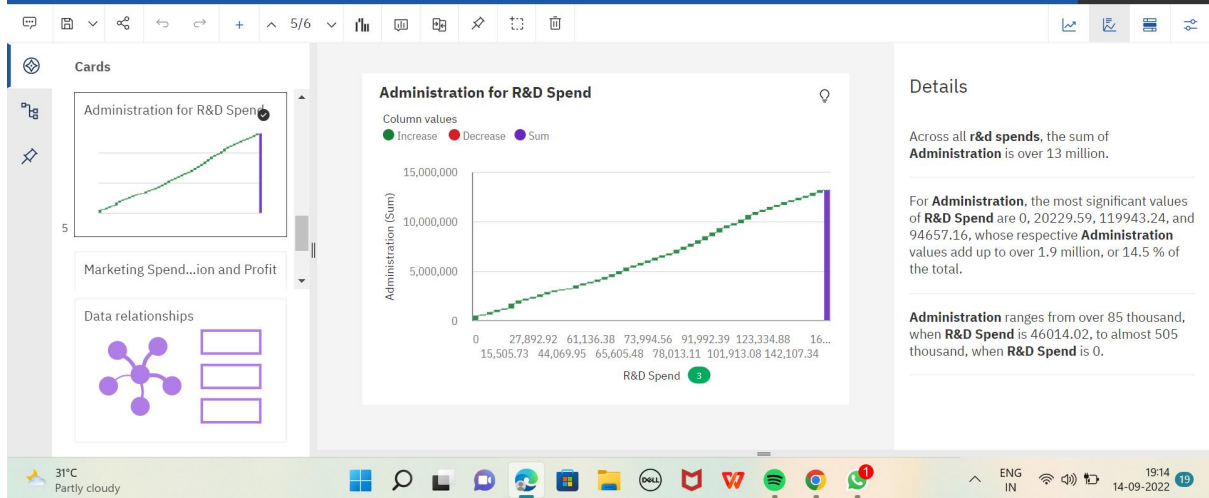 5/6
Cards
Administration for R&D Spend
5
Marketing Spend...ion and Profit
Data relationships
Administration for R&D Spend
Column values
Increase Decrease Sum
15,000,000
10,000,000
5,000,000
0
Administration (Sum)
0 27,892.92 61,136.38 73,994.56 91,992.39 123,334.88 16...
15,505.73 44,069.95 65,605.48 78,013.11 101,913.08 142,107.34
R&D Spend 3
Details
Across all r&d spends, the sum of
Administration is over 13 million.
For Administration, the most significant values
of R&D Spend are 0, 20229.59, 119943.24, and
94657.16, whose respective Administration
values add up to over 1.9 million, or 14.5 % of
the total.
Administration ranges from over 85 thousand,
when R&D Spend is 46014.02, to almost 505
thousand, when R&D Spend is 0.
31°C
Partly cloudy
DELL
1
ENG
IN
19:14
14-09-2022
19